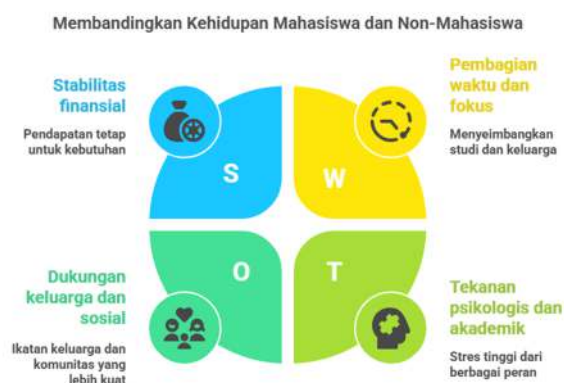 Membandingkan Kehidupan Mahasiswa dan Non-Mahasiswa
Stabilitas
finansial
Pendapatan tetap
untuk kebutuhan
Pembagian
waktu dan
fokus
Menyeimbangkan
studi dan keluarga
S
W
O
T
Dukungan
keluarga dan
sosial
Ikatan keluarga dan
komunitas yang
lebih kuat
Tekanan
psikologis dan
akademik
Stres tinggi dari
berbagai peran